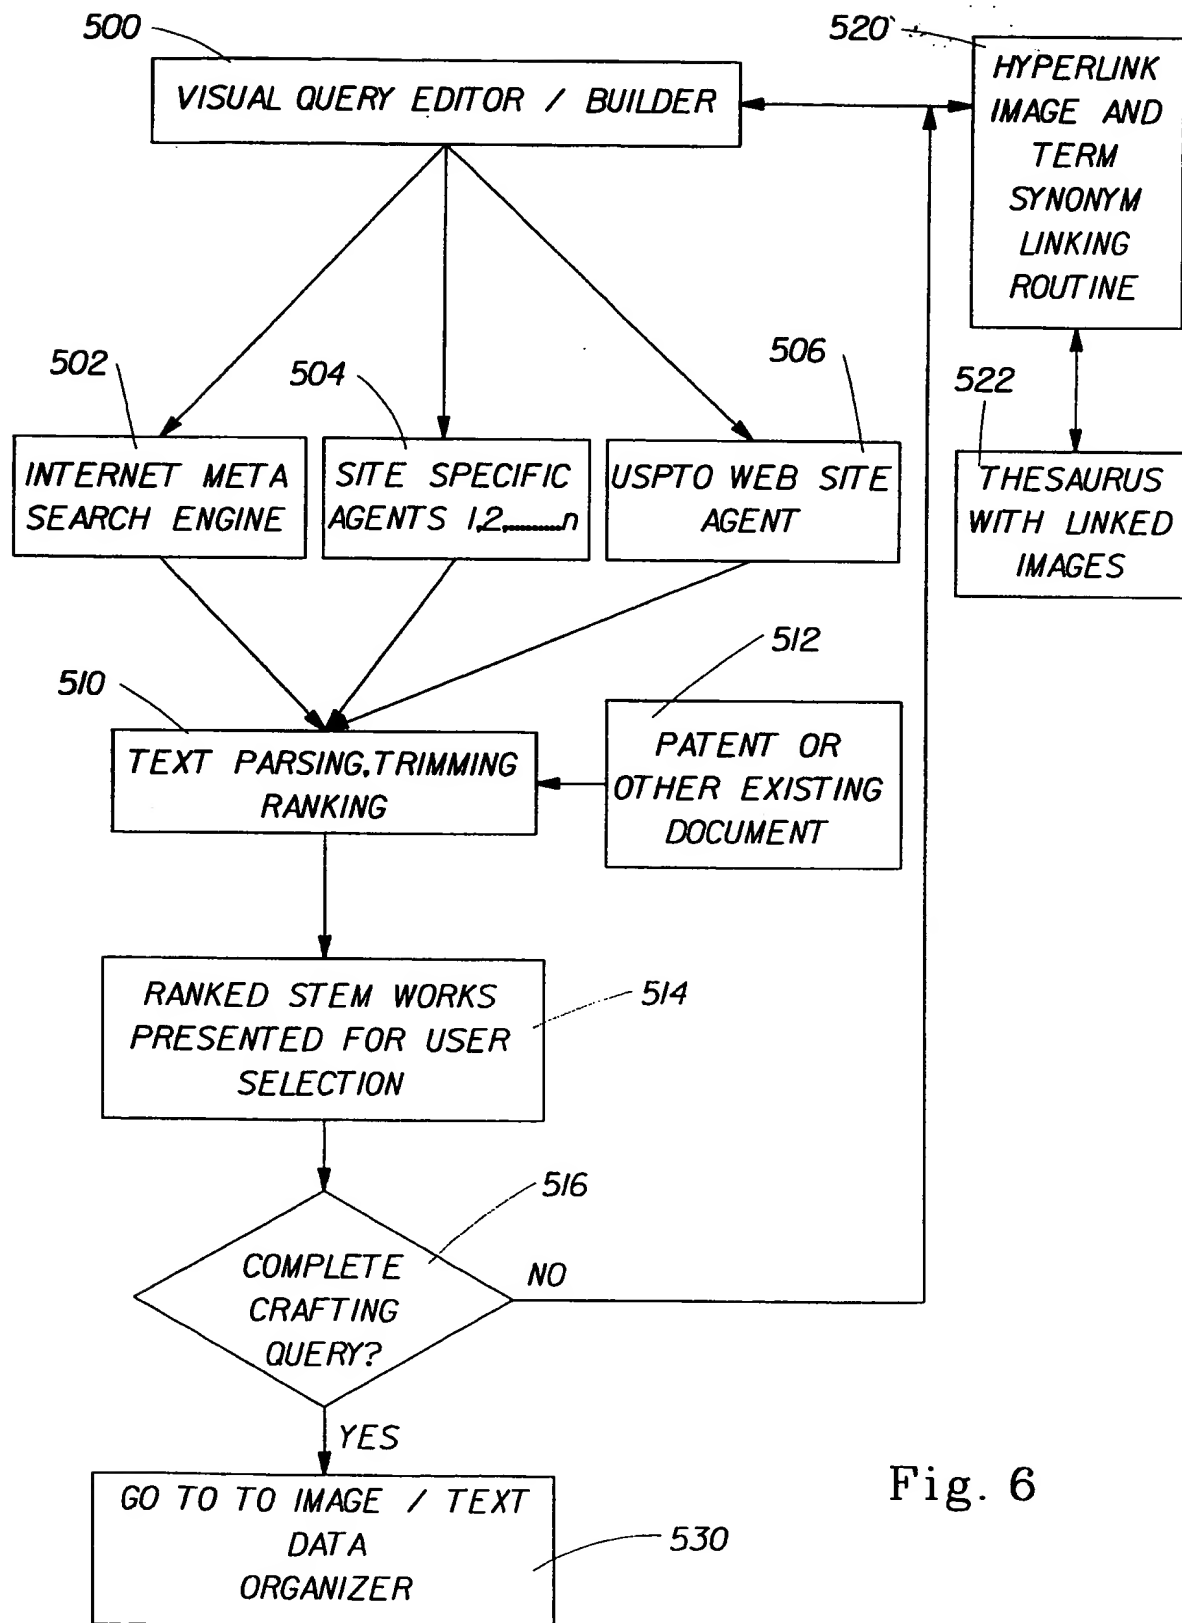 500
VISUAL QUERY EDITOR / BUILDER
520
HYPERLINK
IMAGE AND
TERM
SYNONYM
LINKING
ROUTINE
502
INTERNET META
SEARCH ENGINE
504
SITE SPECIFIC
AGENTS 1,2,..........n
506
USPTO WEB SITE
AGENT
522
THESAURUS
WITH LINKED
IMAGES
510
TEXT PARSING,TRIMMING
RANKING
512
PATENT OR
OTHER EXISTING
DOCUMENT
RANKED STEM WORKS
PRESENTED FOR USER
SELECTION
514
516
COMPLETE
CRAFTING
QUERY?
NO
YES
GO TO TO IMAGE / TEXT
DATA
ORGANIZER
530
Fig. 6